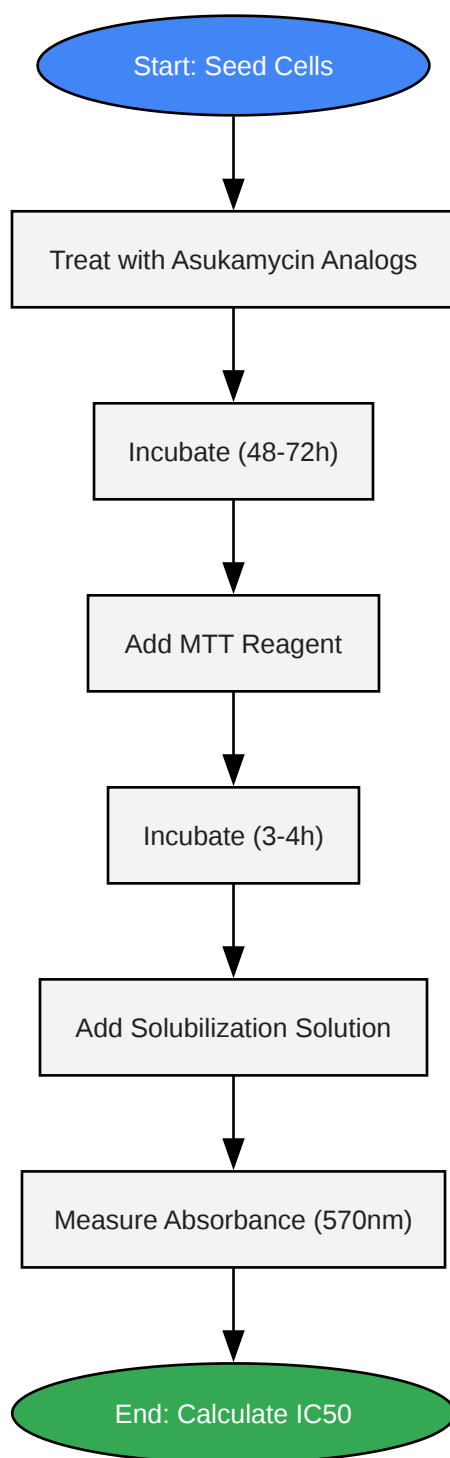 Start: Seed Cells
Treat with Asukamycin Analogs
Incubate (48-72h)
Add MTT Reagent
Incubate (3-4h)
Add Solubilization Solution
Measure Absorbance (570nm)
End: Calculate IC50